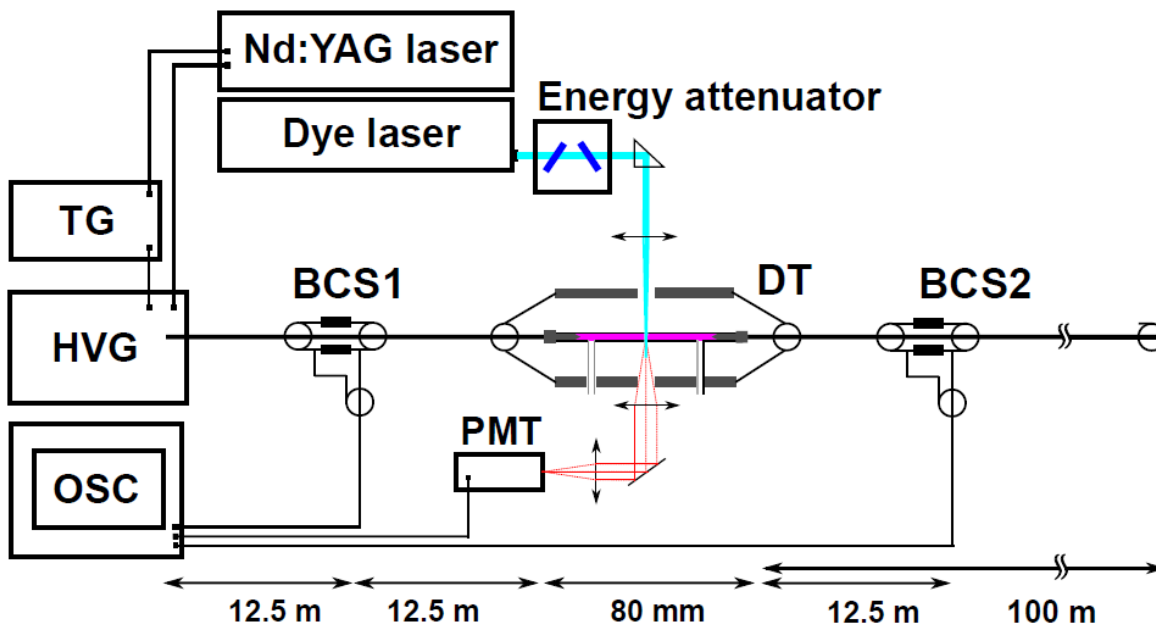 Nd:YAG laser
Energy attenuator
Dye laser
TG
BCS1
DT
BCS2
HVG
PMT
OSC
12.5 m
12.5 m
80 mm
12.5 m
100 m